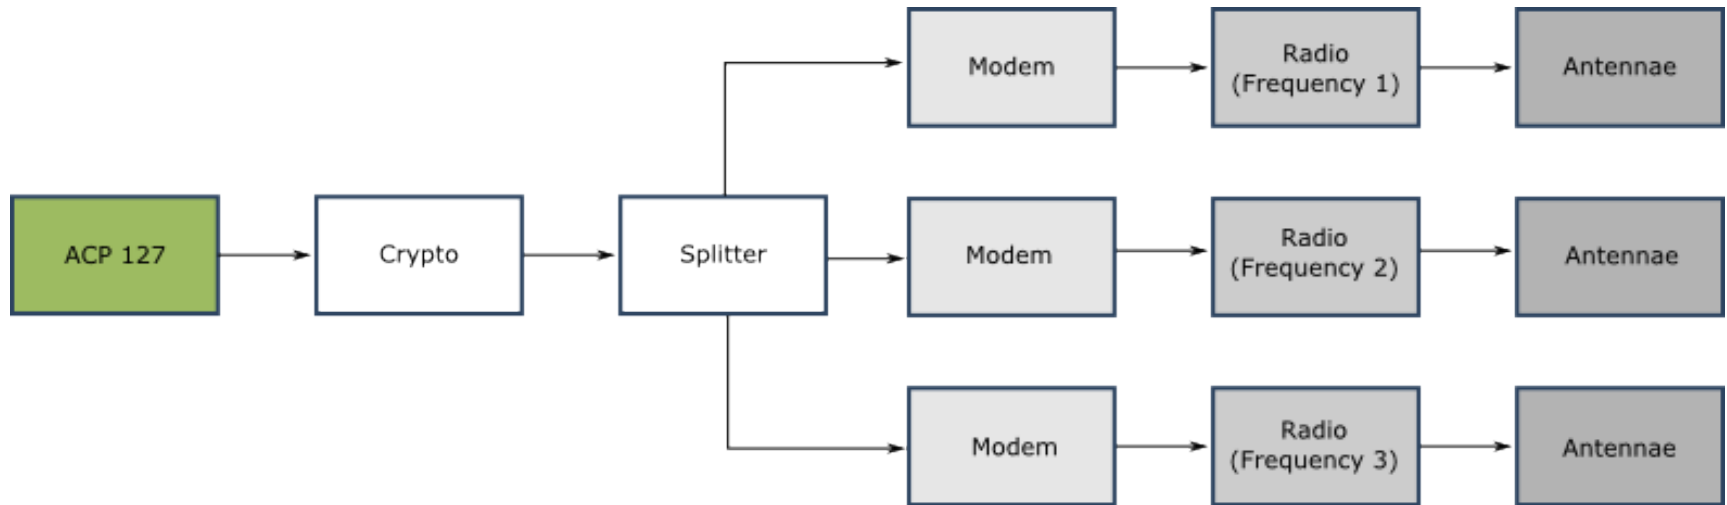 Modem
Radio
(Frequency 1)
Antennae
ACP 127
Crypto
Splitter
Modem
Radio
(Frequency 2)
Antennae
Modem
Radio
(Frequency 3)
Antennae